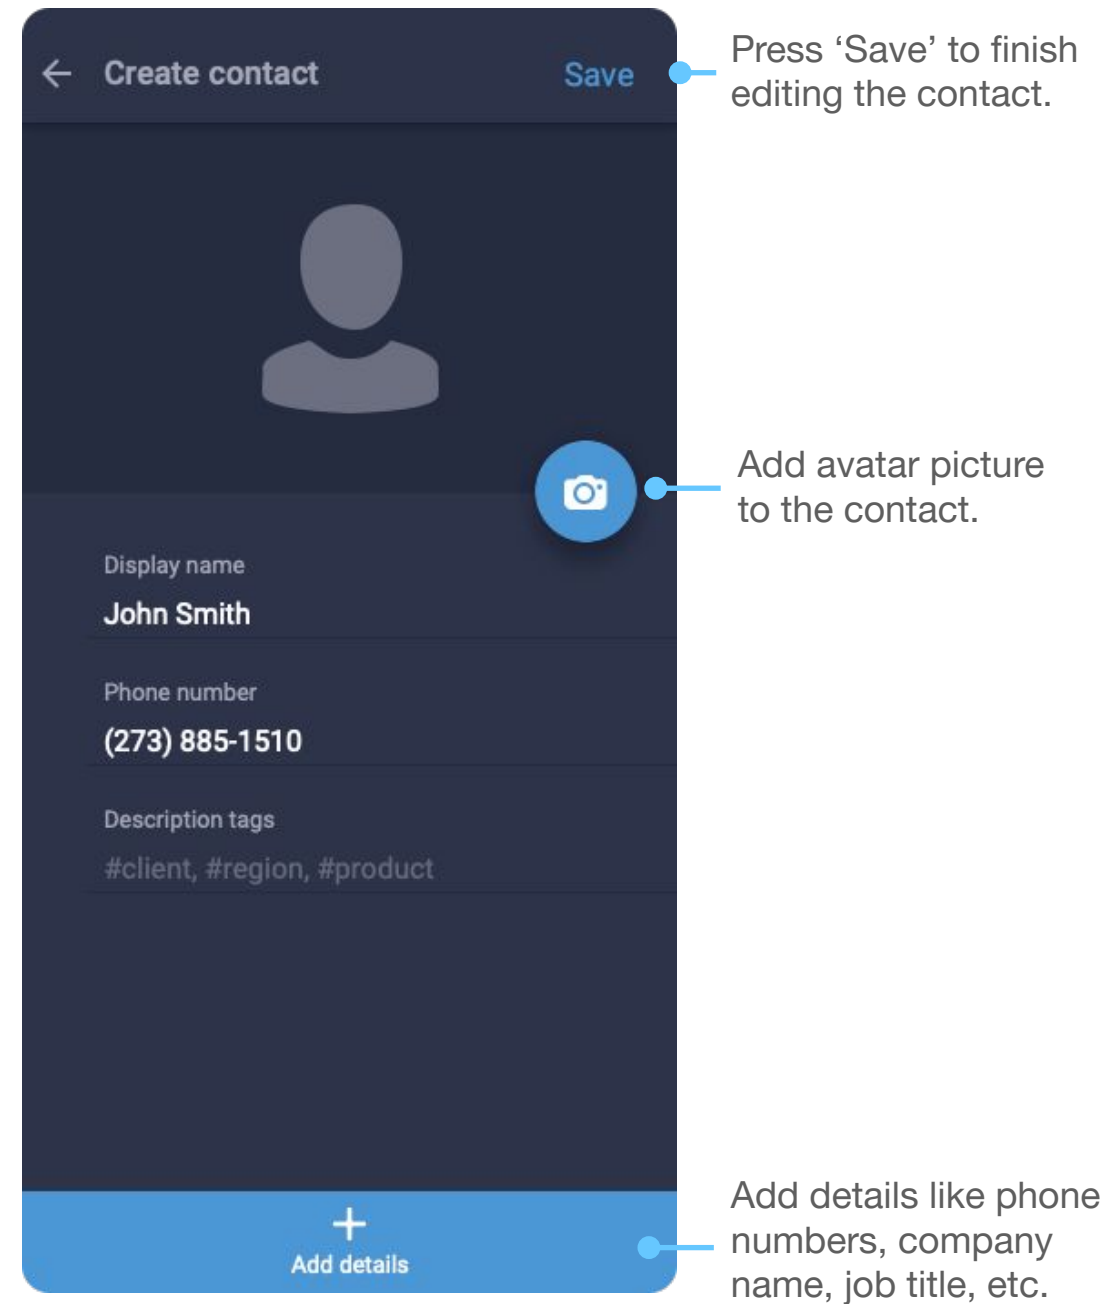 Create contact
Save
Press ‘Save’ to finish
editing the contact.
Add avatar picture
to the contact.
Display name
John Smith
Phone number
(273) 885-1510
Description tags
#client, #region, #product
Add details
Add details like phone
numbers, company
name, job title, etc.